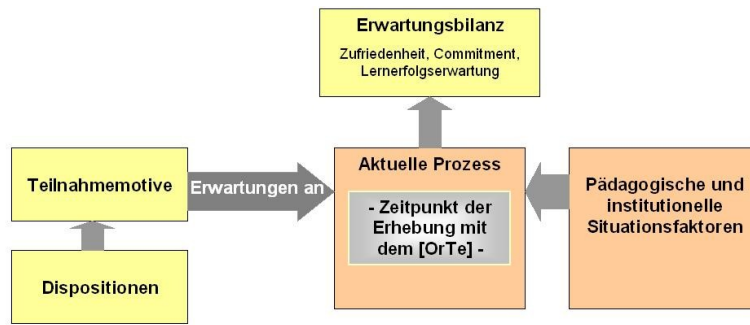 Erwartungsbilanz
Zufriedenheit, Commitment,
Lernerfolgserwartung
Teilnahmemotive
Erwartungen an
Aktuelle Prozess
- Zeitpunkt der
Erhebung mit
dem [OrTe] -
Pädagogische und
institutionelle
Situationsfaktoren
Dispositionen